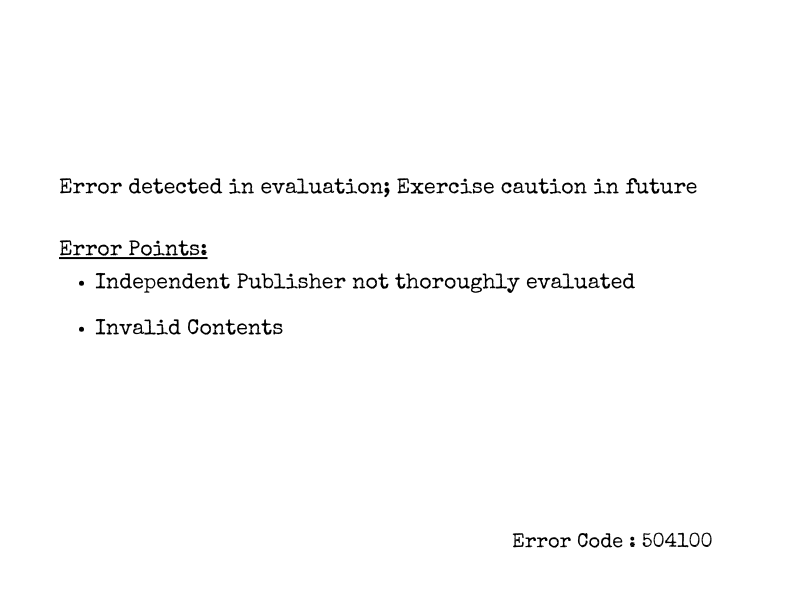 Error detected in evaluation; Exercise caution in future
Error Points:
• Independent Publisher not thoroughly evaluated
• Invalid Contents
Error Code : 504100